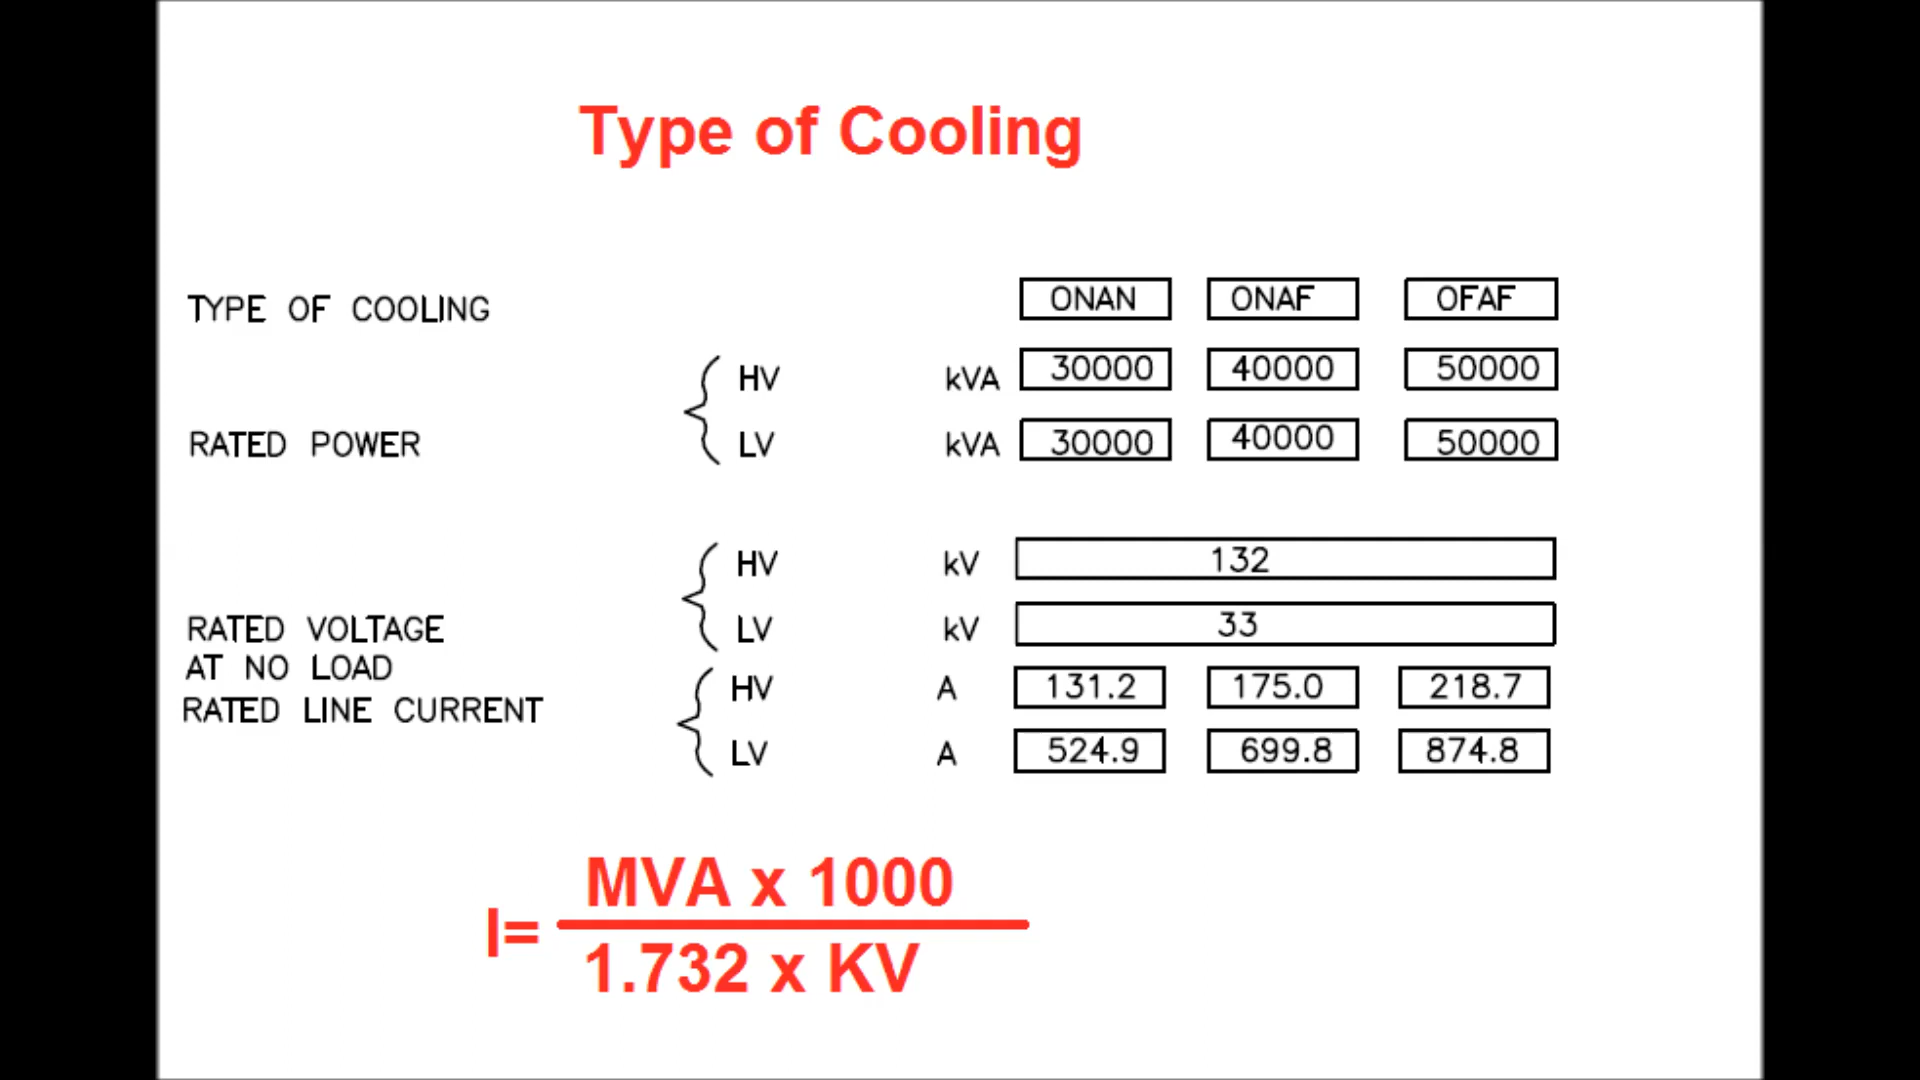 Type of Cooling
TYPE OF COOLING ONAN ONAF OFAF
HV kVA 30000 40000 50000
RATED POWER LV kVA 30000 40000 50000
HV kV 132
RATED VOLTAGE LV kV 33
AT NO LOAD
RATED LINE CURRENT HV A 131.2 175.0 218.7
LV A 524.9 699.8 874.8
MVA x 1000
I=
1.732 x KV